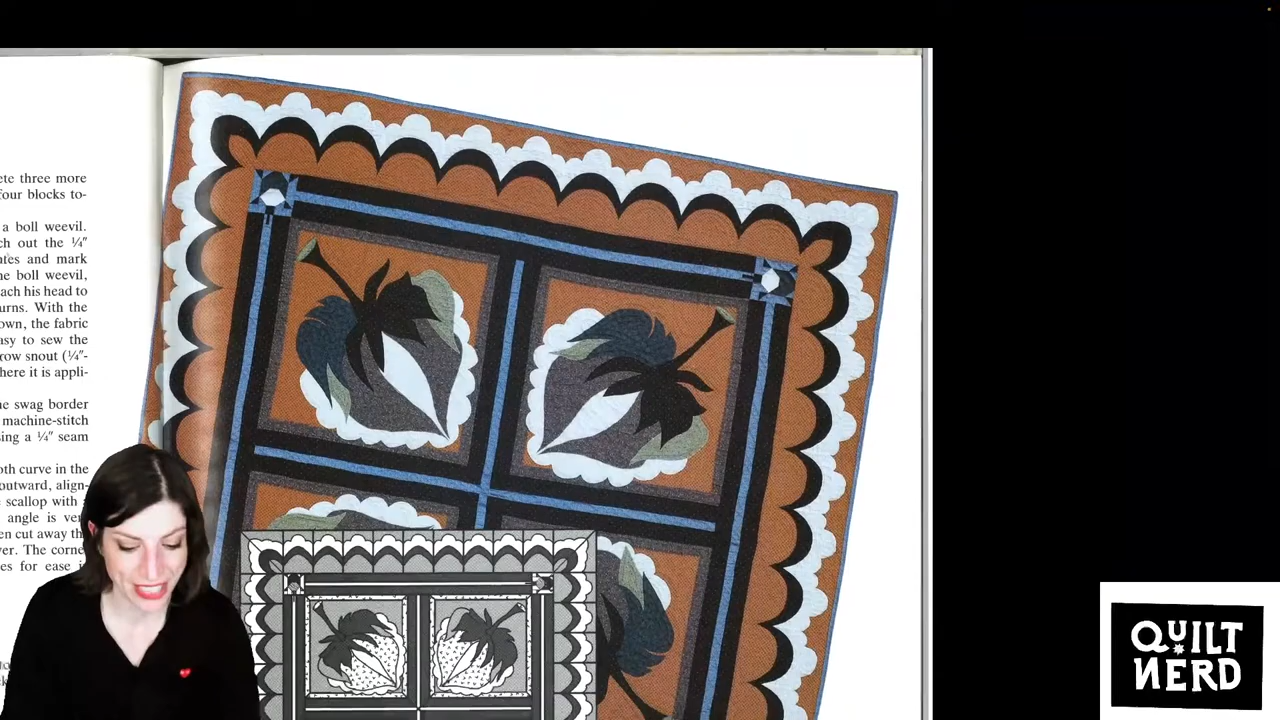 ete three more
four blocks to-
a boll weevil.
ch out the ¼"
ntes and mark
he boll weevil,
ach his head to
urns. With the
own, the fabric
asy to sew the
row snout (¼"-
here it is appli-
he swag border
machine-stitch
sing a ¼" seam
oth curve in the
outward, align-
scallop with
angle is ver
en cut away th
ver. The corne
es for ease i
QUILT
NERD